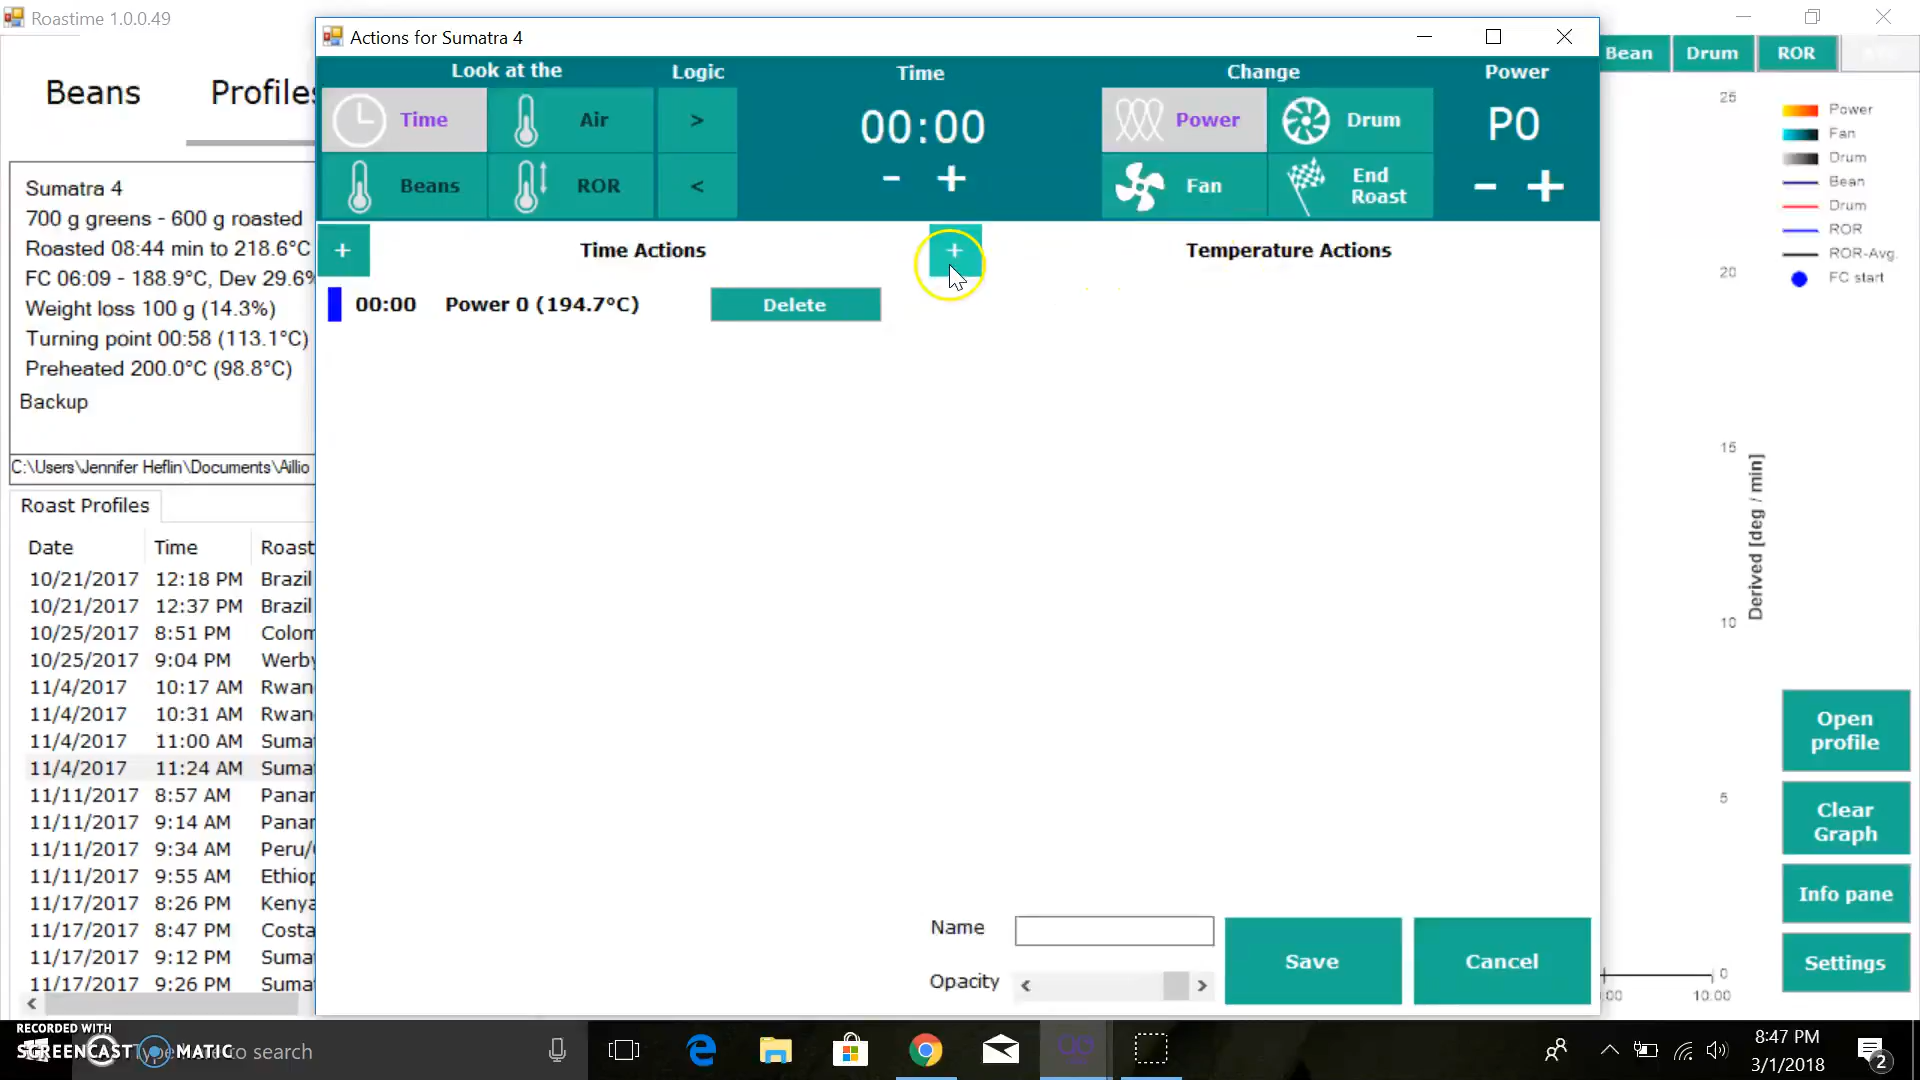 Roastime 1.0.0.49
Beans
Profiles
Sumatra 4
700 g greens - 600 g roasted
Roasted 08:44 min to 218.6°C
FC 06:09 - 188.9°C, Dev 29.6%
Weight loss 100 g (14.3%)
Turning point 00:58 (113.1°C)
Preheated 200.0°C (98.8°C)
Backup
C:\Users\Jennifer Heflin\Documents\Aillio
Roast Profiles
Date Time Roast
10/21/2017 12:18 PM Brazil
10/21/2017 12:37 PM Brazil
10/25/2017 8:51 PM Colom
10/25/2017 9:04 PM Werby
11/4/2017 10:17 AM Rwan
11/4/2017 10:31 AM Rwan
11/4/2017 11:00 AM Suma
11/4/2017 11:24 AM Suma
11/11/2017 8:57 AM Panam
11/11/2017 9:14 AM Panam
11/11/2017 9:34 AM Peru/
11/11/2017 9:55 AM Ethiop
11/17/2017 8:26 PM Kenya
11/17/2017 8:47 PM Costa
11/17/2017 9:12 PM Suma
11/17/2017 9:26 PM Suma
Actions for Sumatra 4
Look at the Logic Time Change Power
Time Air > 00:00 Power Drum P0
Beans ROR < - + Fan End Roast - +
+ Time Actions + Temperature Actions
00:00 Power 0 (194.7°C) Delete
Name
Opacity < >
Save
Cancel
Bean Drum ROR
25
20
15
10
5
0
:00 10:00
Derived [deg / min]
Power
Fan
Drum
Bean
Drum
ROR
ROR-Avg.
FC start
Open profile
Clear Graph
Info pane
Settings
RECORDED WITH
SCREENCAST MATIC
Type here to search
8:47 PM
3/1/2018
2